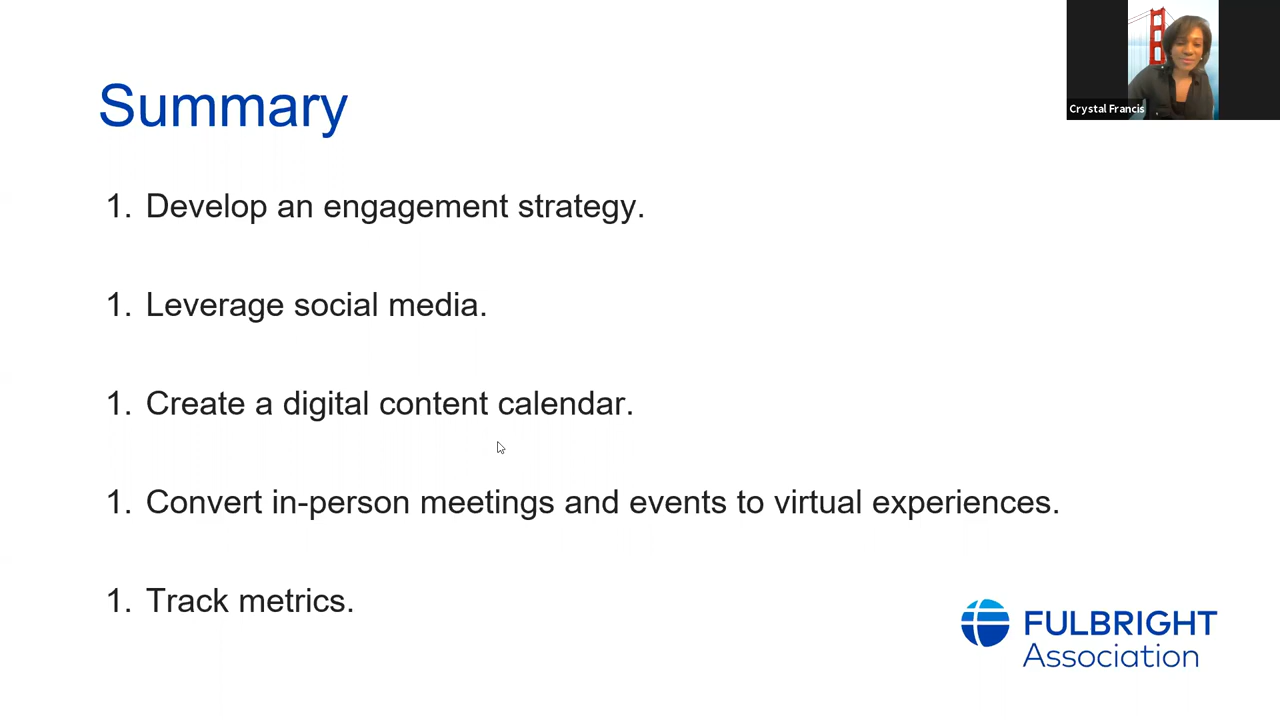 Summary
Crystal Francis
1. Develop an engagement strategy.
1. Leverage social media.
1. Create a digital content calendar.
1. Convert in-person meetings and events to virtual experiences.
1. Track metrics.
FULBRIGHT
Association